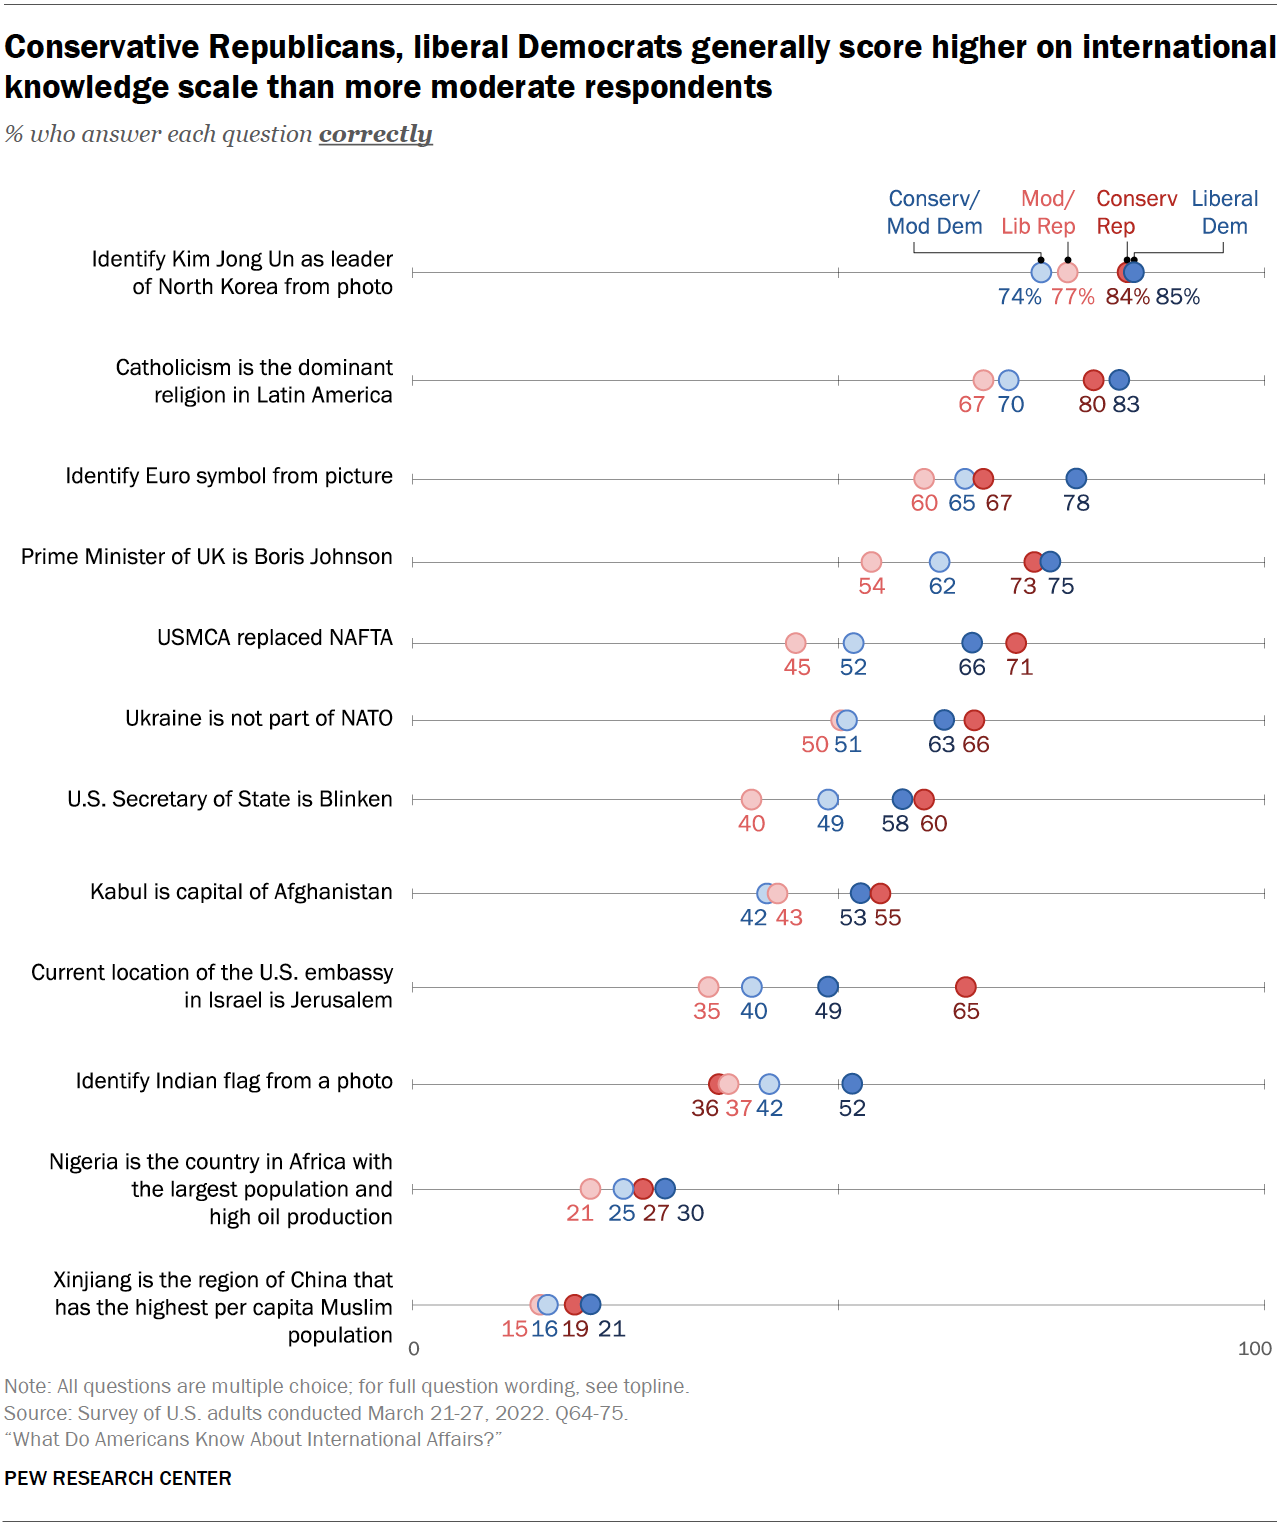 Conservative Republicans, liberal Democrats generally score higher on international
knowledge scale than more moderate respondents
% who answer each question correctly
Conserv/
Mod Dem
Mod/
Lib Rep
Conserv
Rep
Liberal
Dem
Identify Kim Jong Un as leader
of North Korea from photo
74% 77% 84% 85%
Catholicism is the dominant
religion in Latin America
67 70 80 83
Identify Euro symbol from picture
60 65 67 78
Prime Minister of UK is Boris Johnson
54 62 73 75
USMCA replaced NAFTA
45 52 66 71
Ukraine is not part of NATO
50 51 63 66
U.S. Secretary of State is Blinken
40 49 58 60
Kabul is capital of Afghanistan
42 43 53 55
Current location of the U.S. embassy
in Israel is Jerusalem
35 40 49 65
Identify Indian flag from a photo
36 37 42 52
Nigeria is the country in Africa with
the largest population and
high oil production
21 25 27 30
Xinjiang is the region of China that
has the highest per capita Muslim
population
15 16 19 21
0 100
Note: All questions are multiple choice; for full question wording, see topline.
Source: Survey of U.S. adults conducted March 21-27, 2022. Q64-75.
“What Do Americans Know About International Affairs?”
PEW RESEARCH CENTER